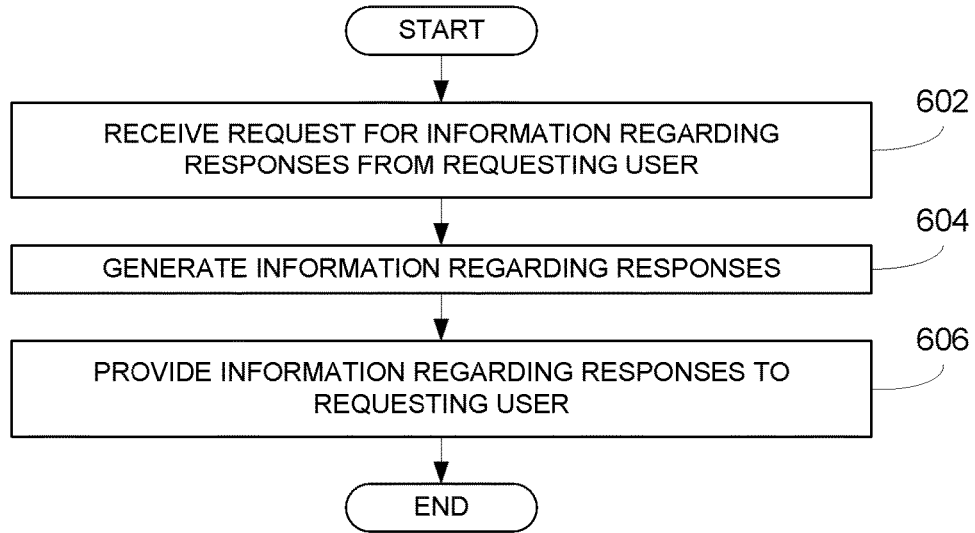 START
602
RECEIVE REQUEST FOR INFORMATION REGARDING
RESPONSES FROM REQUESTING USER
604
GENERATE INFORMATION REGARDING RESPONSES
606
PROVIDE INFORMATION REGARDING RESPONSES TO
REQUESTING USER
END